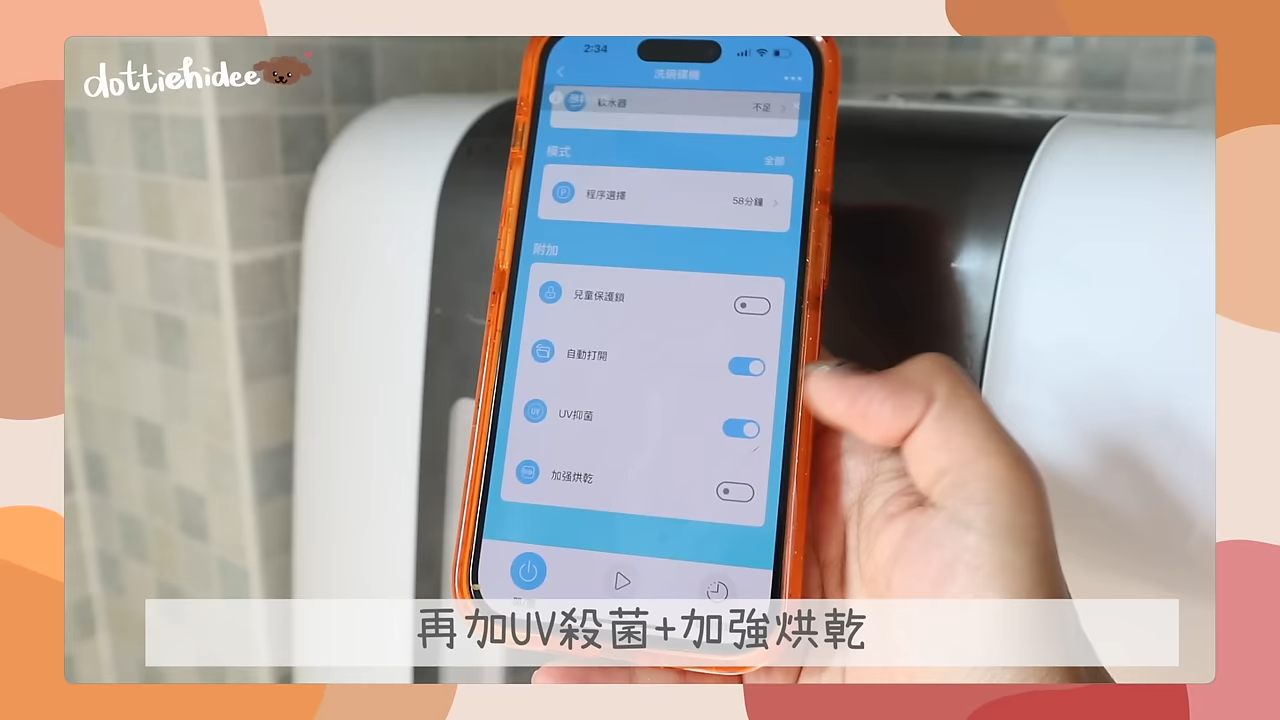 dottiehidee
2:34
洗碗碟機
軟水器 不足
模式 全部
程序選擇 58分鐘
附加
兒童保護鎖
自動打開
UV抑菌
加强烘乾
再加UV殺菌+加強烘乾